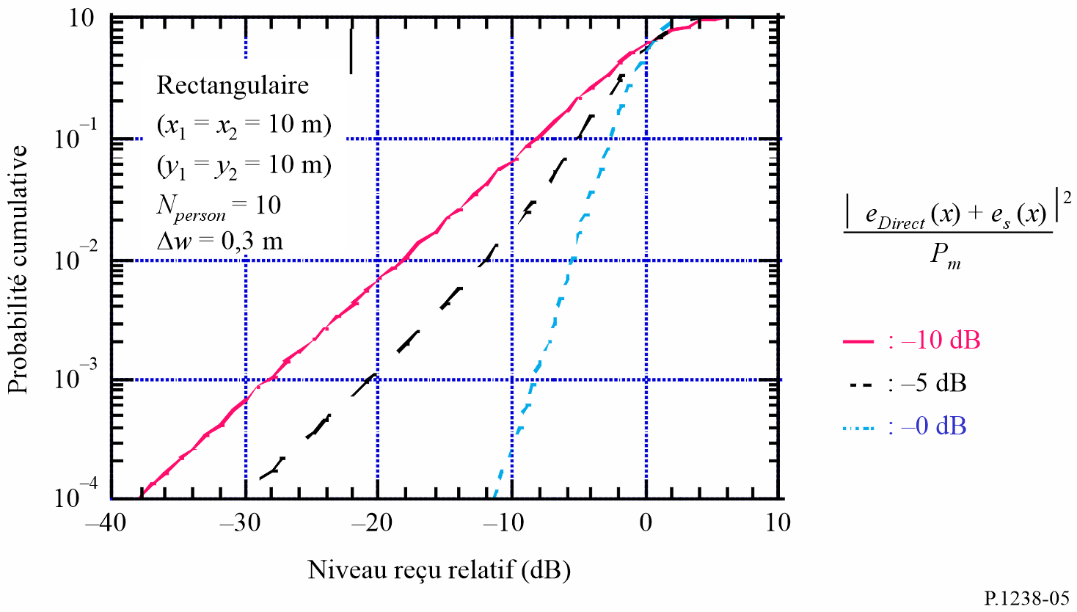 10
10 –1
10 –2
10 –3
10 –4
Probabilité cumulative
Rectangulaire
(x1 = x2 = 10 m)
(y1 = y2 = 10 m)
Nperson = 10
Δw = 0,3 m
–40
–30
–20
–10
0
10
Niveau reçu relatif (dB)
| eDirect (x) + es (x) | 2
Pm
: –10 dB
: –5 dB
: –0 dB
P.1238-05